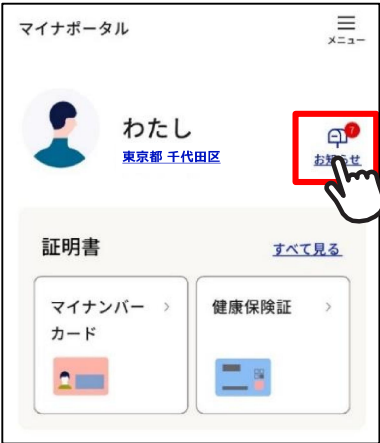 マイナポータル
メニュー
わたし
東京都 千代田区
7
お知らせ
証明書
すべて見る
マイナンバー
カード
健康保険証